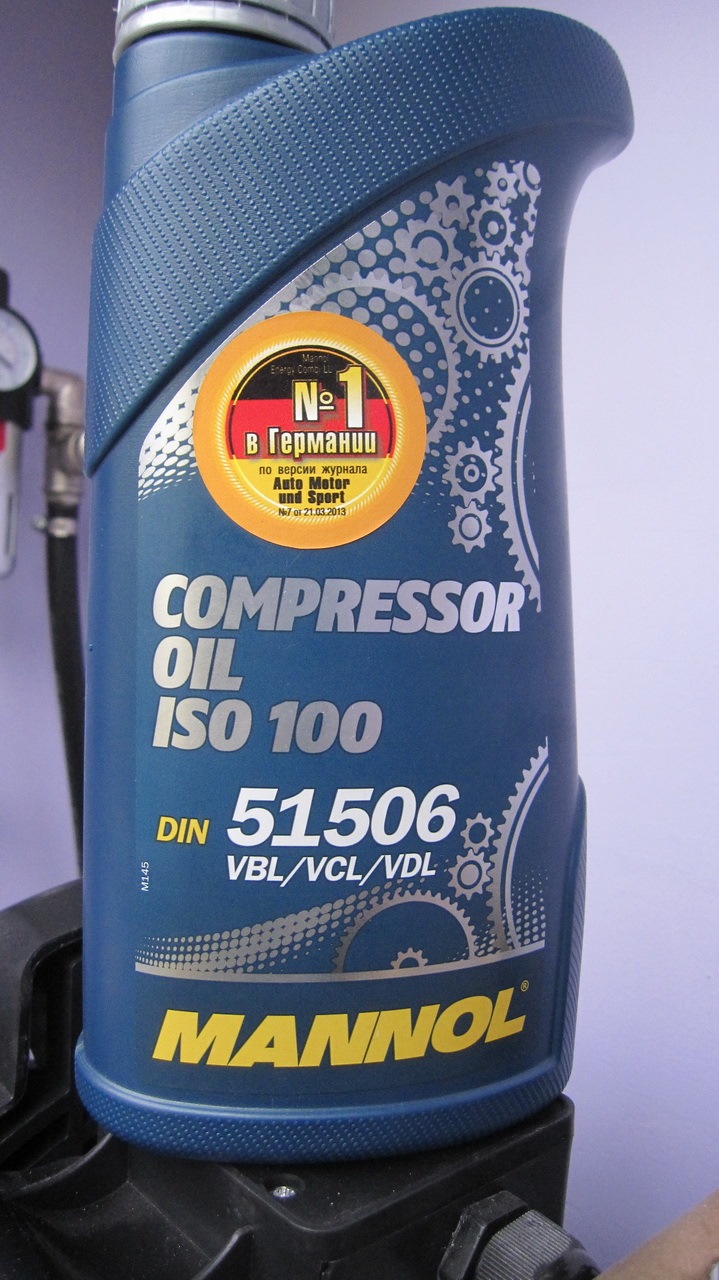 Mannol
Energy Combi LL
№1
в Германии
по версии журнала
Auto Motor
und Sport
№7 от 21.03.2013
COMPRESSOR
OIL
ISO 100
DIN 51506
VBL/VCL/VDL
M145
MANNOL®